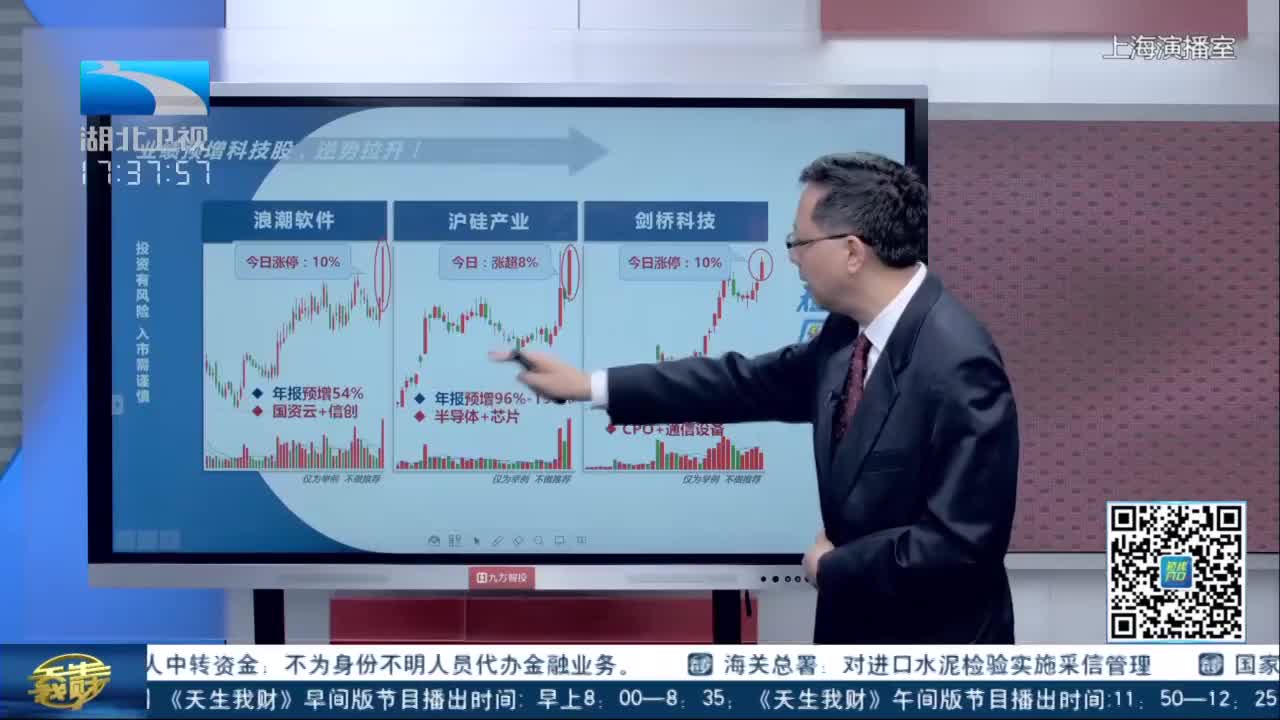 上海演播室
湖北卫视
17:37:57
业绩预增科技股，逆势拉升！
投资有风险 入市需谨慎
浪潮软件
今日涨停：10%
年报预增54%
国资云+信创
仅为举例 不做推荐
沪硅产业
今日：涨超8%
年报预增96%-1
半导体+芯片
仅为举例 不做推荐
剑桥科技
今日涨停：10%
CPO+通信设备
仅为举例 不做推荐
九方智投
天生我财
人中转资金；不为身份不明人员代办金融业务。 海关总署：对进口水泥检验实施采信管理 国家
《天生我财》早间版节目播出时间：早上8：00—8：35；《天生我财》午间版节目播出时间:11：50—12：25